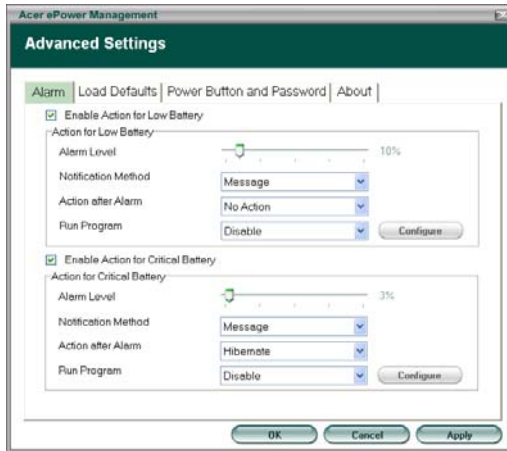 Acer ePower Management
Advanced Settings
Alarm Load Defaults Power Button and Password About
Enable Action for Low Battery
Action for Low Battery
Alarm Level 10%
Notification Method Message
Action after Alarm No Action
Run Program Disable Configure
Enable Action for Critical Battery
Action for Critical Battery
Alarm Level 3%
Notification Method Message
Action after Alarm Hibernate
Run Program Disable Configure
OK Cancel Apply